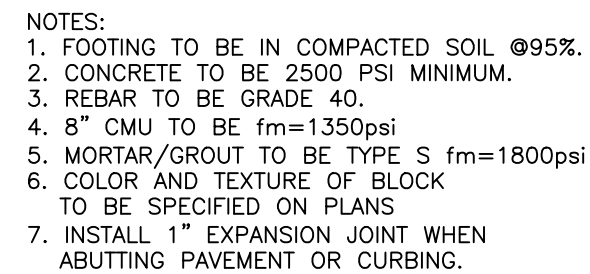 NOTES:
1. FOOTING TO BE IN COMPACTED SOIL @95%.
2. CONCRETE TO BE 2500 PSI MINIMUM.
3. REBAR TO BE GRADE 40.
4. 8" CMU TO BE fm=1350psi
5. MORTAR/GROUT TO BE TYPE S fm=1800psi
6. COLOR AND TEXTURE OF BLOCK
TO BE SPECIFIED ON PLANS
7. INSTALL 1" EXPANSION JOINT WHEN
ABUTTING PAVEMENT OR CURBING.